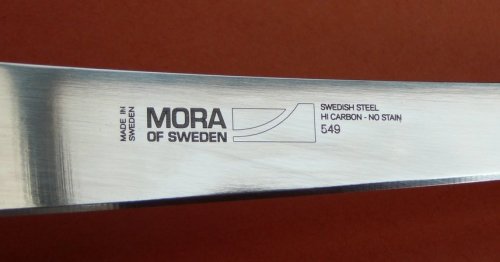 MADE IN
SWEDEN
MORA
OF SWEDEN
SWEDISH STEEL
HI CARBON - NO STAIN
549